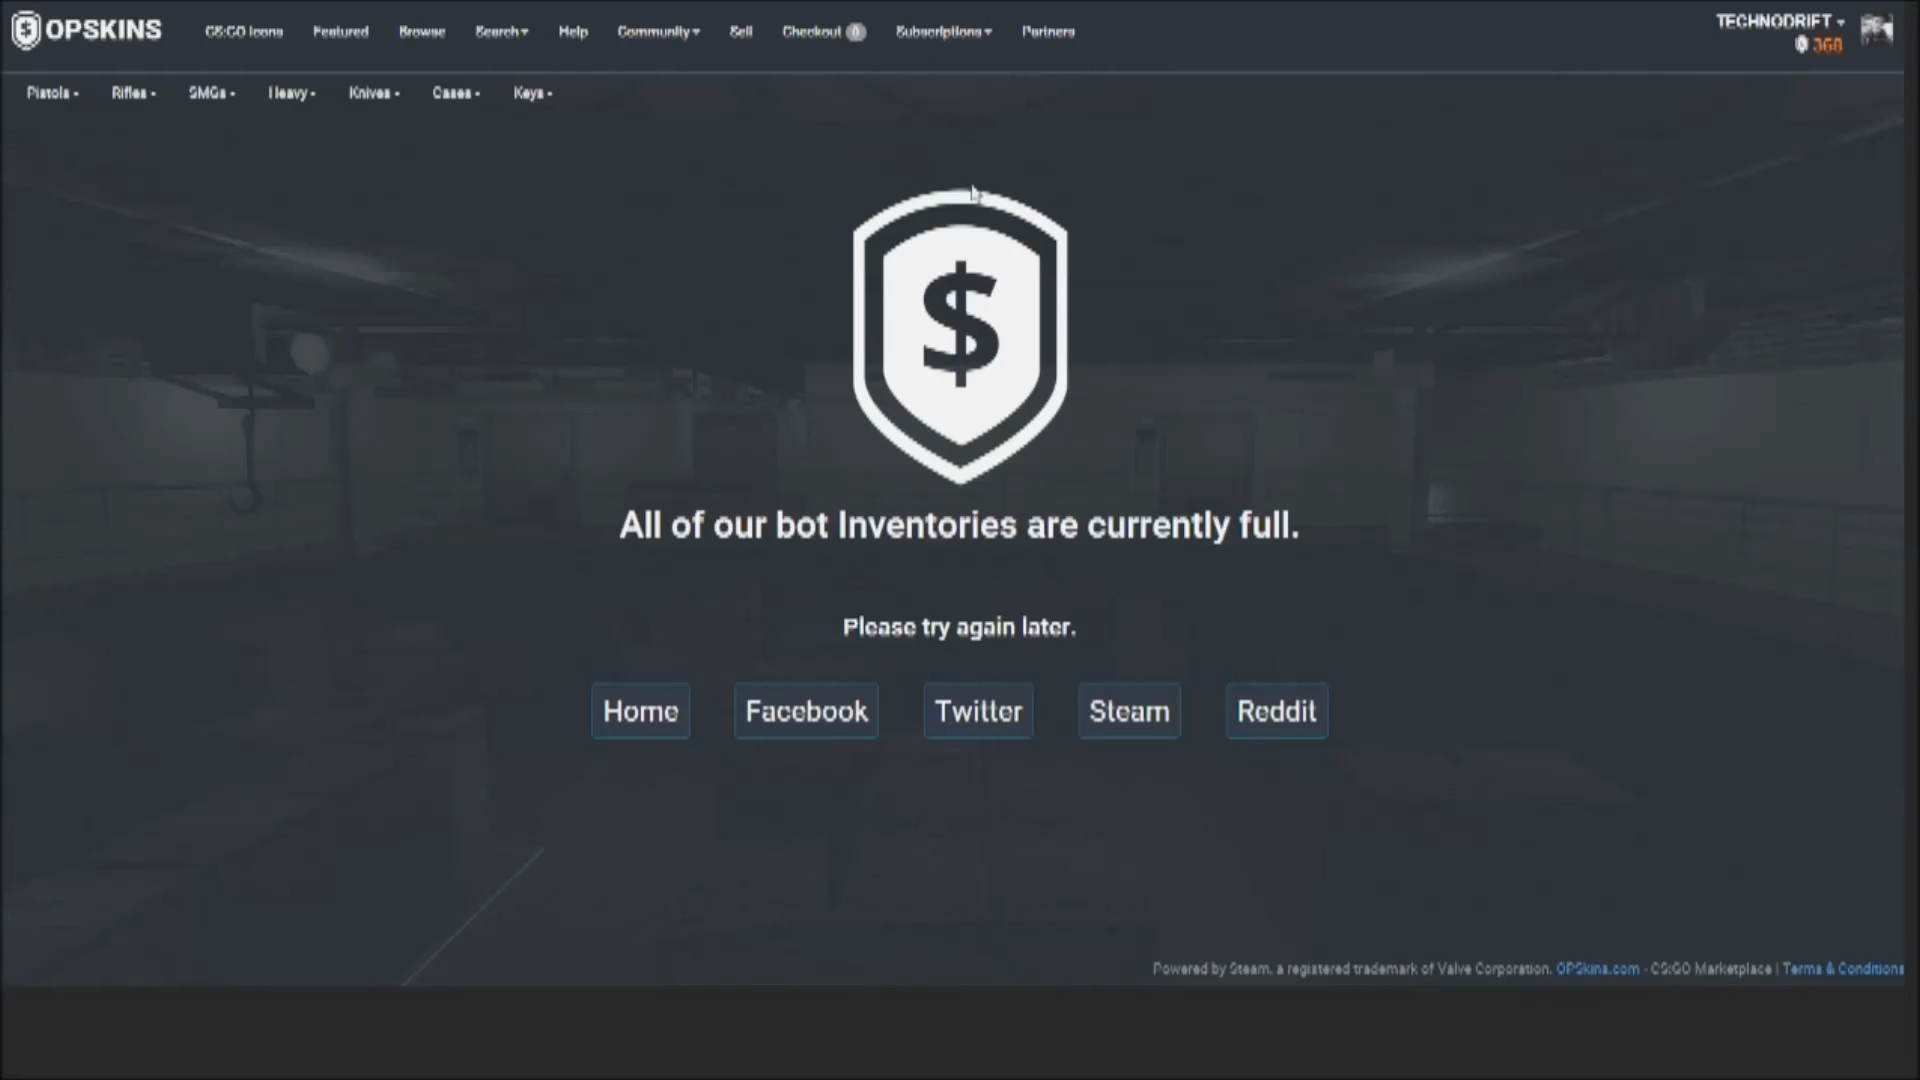 OPSKINS CS:GO Icons Featured Browse Search Help Community Sell Checkout 0 Subscriptions Partners TECHNODRIFT
368
Pistols Rifles SMGs Heavy Knives Cases Keys
$
All of our bot Inventories are currently full.
Please try again later.
Home Facebook Twitter Steam Reddit
Powered by Steam, a registered trademark of Valve Corporation. OPSkins.com - CS:GO Marketplace | Terms & Conditions